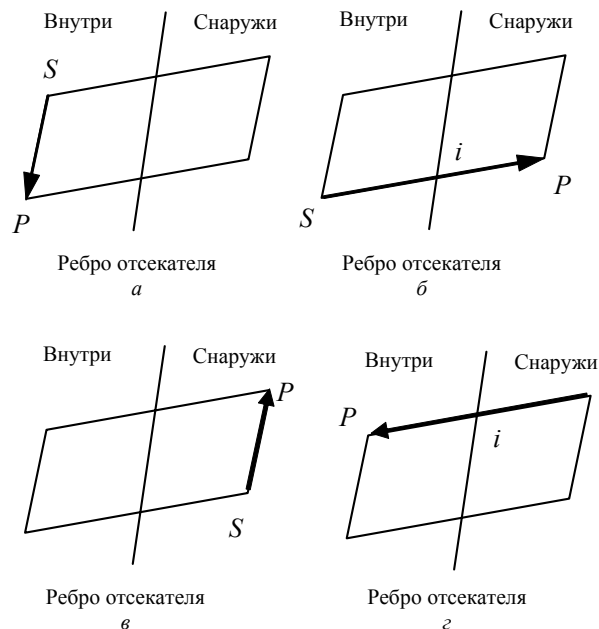 Внутри Снаружи
S
P
Ребро отсекателя
а
Внутри Снаружи
i
P
S
Ребро отсекателя
б
Внутри Снаружи
P
S
Ребро отсекателя
в
Внутри Снаружи
P
i
Ребро отсекателя
г